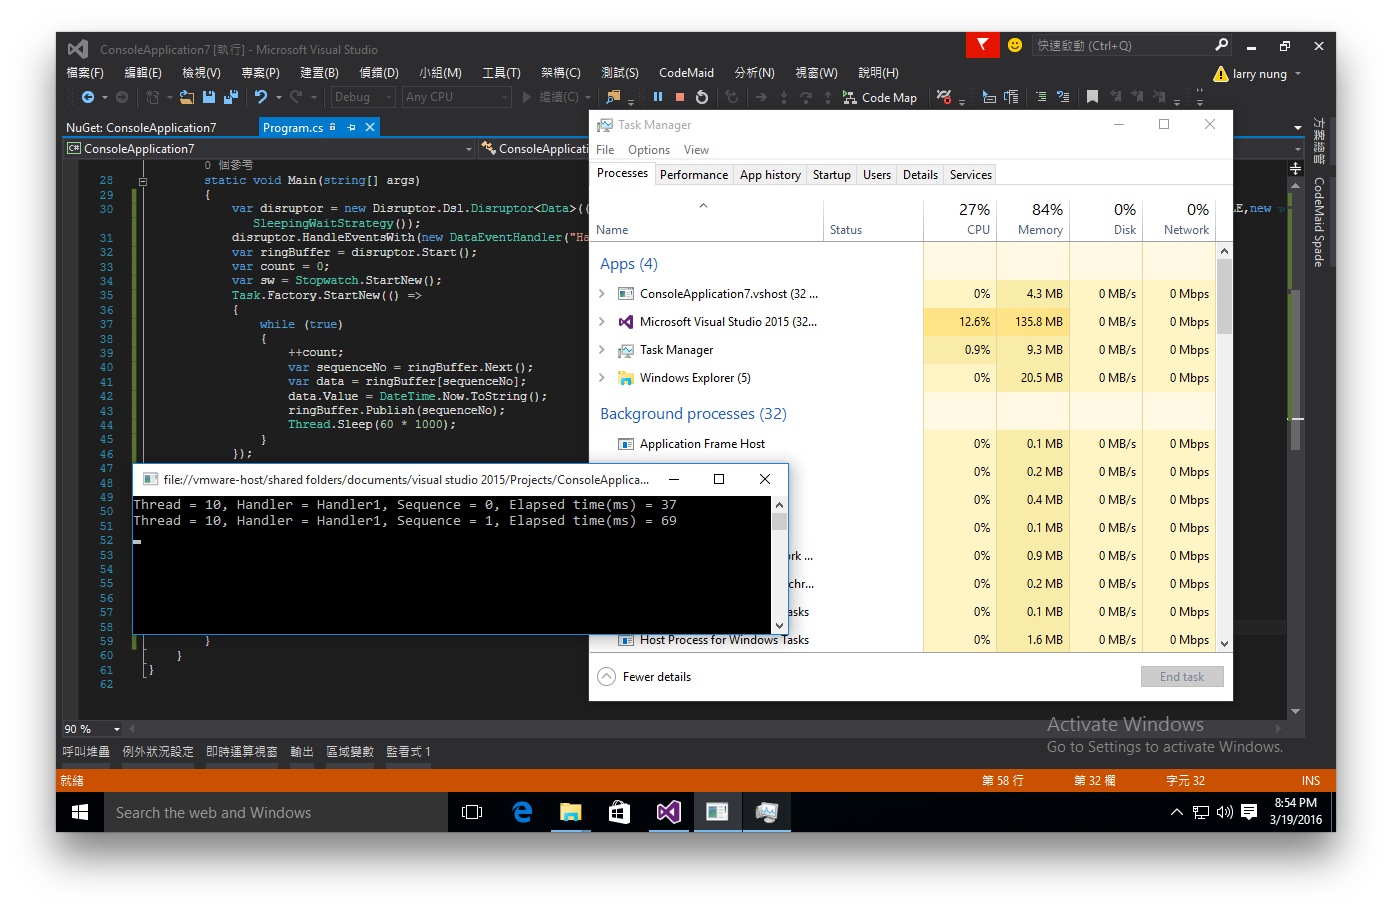 ConsoleApplication7 [執行] - Microsoft Visual Studio
快速啟動 (Ctrl+Q)
檔案(F) 編輯(E) 檢視(V) 專案(P) 建置(B) 偵錯(D) 小組(M) 工具(T) 架構(C) 測試(S) CodeMaid 分析(N) 視窗(W) 說明(H)
larry nung
Debug Any CPU 繼續(C) Code Map
NuGet: ConsoleApplication7
Program.cs
ConsoleApplication7
ConsoleApplicati
0 個參考
28 static void Main(string[] args)
29 {
30 var disruptor = new Disruptor.Dsl.Disruptor<Data>((
E,new
SleepingWaitStrategy());
31 disruptor.HandleEventsWith(new DataEventHandler("Ha
32 var ringBuffer = disruptor.Start();
33 var count = 0;
34 var sw = Stopwatch.StartNew();
35 Task.Factory.StartNew(() =>
36 {
37 while (true)
38 {
39 ++count;
40 var sequenceNo = ringBuffer.Next();
41 var data = ringBuffer[sequenceNo];
42 data.Value = DateTime.Now.ToString();
43 ringBuffer.Publish(sequenceNo);
44 Thread.Sleep(60 * 1000);
45 }
46 });
47
48
49
50
51
52
53
54
55
56
57
58
59 }
60 }
61 }
62
90 %
方案總管
CodeMaid Spade
Task Manager
File Options View
Processes Performance App history Startup Users Details Services
27% 84% 0% 0%
Name Status CPU Memory Disk Network
Apps (4)
ConsoleApplication7.vshost (32 ... 0% 4.3 MB 0 MB/s 0 Mbps
Microsoft Visual Studio 2015 (32... 12.6% 135.8 MB 0 MB/s 0 Mbps
Task Manager 0.9% 9.3 MB 0 MB/s 0 Mbps
Windows Explorer (5) 0% 20.5 MB 0 MB/s 0 Mbps
Background processes (32)
Application Frame Host 0% 0.1 MB 0 MB/s 0 Mbps
0% 0.2 MB 0 MB/s 0 Mbps
0% 0.4 MB 0 MB/s 0 Mbps
0% 0.1 MB 0 MB/s 0 Mbps
rk ... 0% 0.9 MB 0 MB/s 0 Mbps
chr... 0% 0.2 MB 0 MB/s 0 Mbps
asks 0% 0.1 MB 0 MB/s 0 Mbps
Host Process for Windows Tasks 0% 1.6 MB 0 MB/s 0 Mbps
Fewer details
End task
file://vmware-host/shared folders/documents/visual studio 2015/Projects/ConsoleApplica...
Thread = 10, Handler = Handler1, Sequence = 0, Elapsed time(ms) = 37
Thread = 10, Handler = Handler1, Sequence = 1, Elapsed time(ms) = 69
Activate Windows
Go to Settings to activate Windows.
呼叫堆疊 例外狀況設定 即時運算視窗 輸出 區域變數 監看式 1
就緒 第 58 行 第 32 欄 字元 32 INS
Search the web and Windows
8:54 PM
3/19/2016